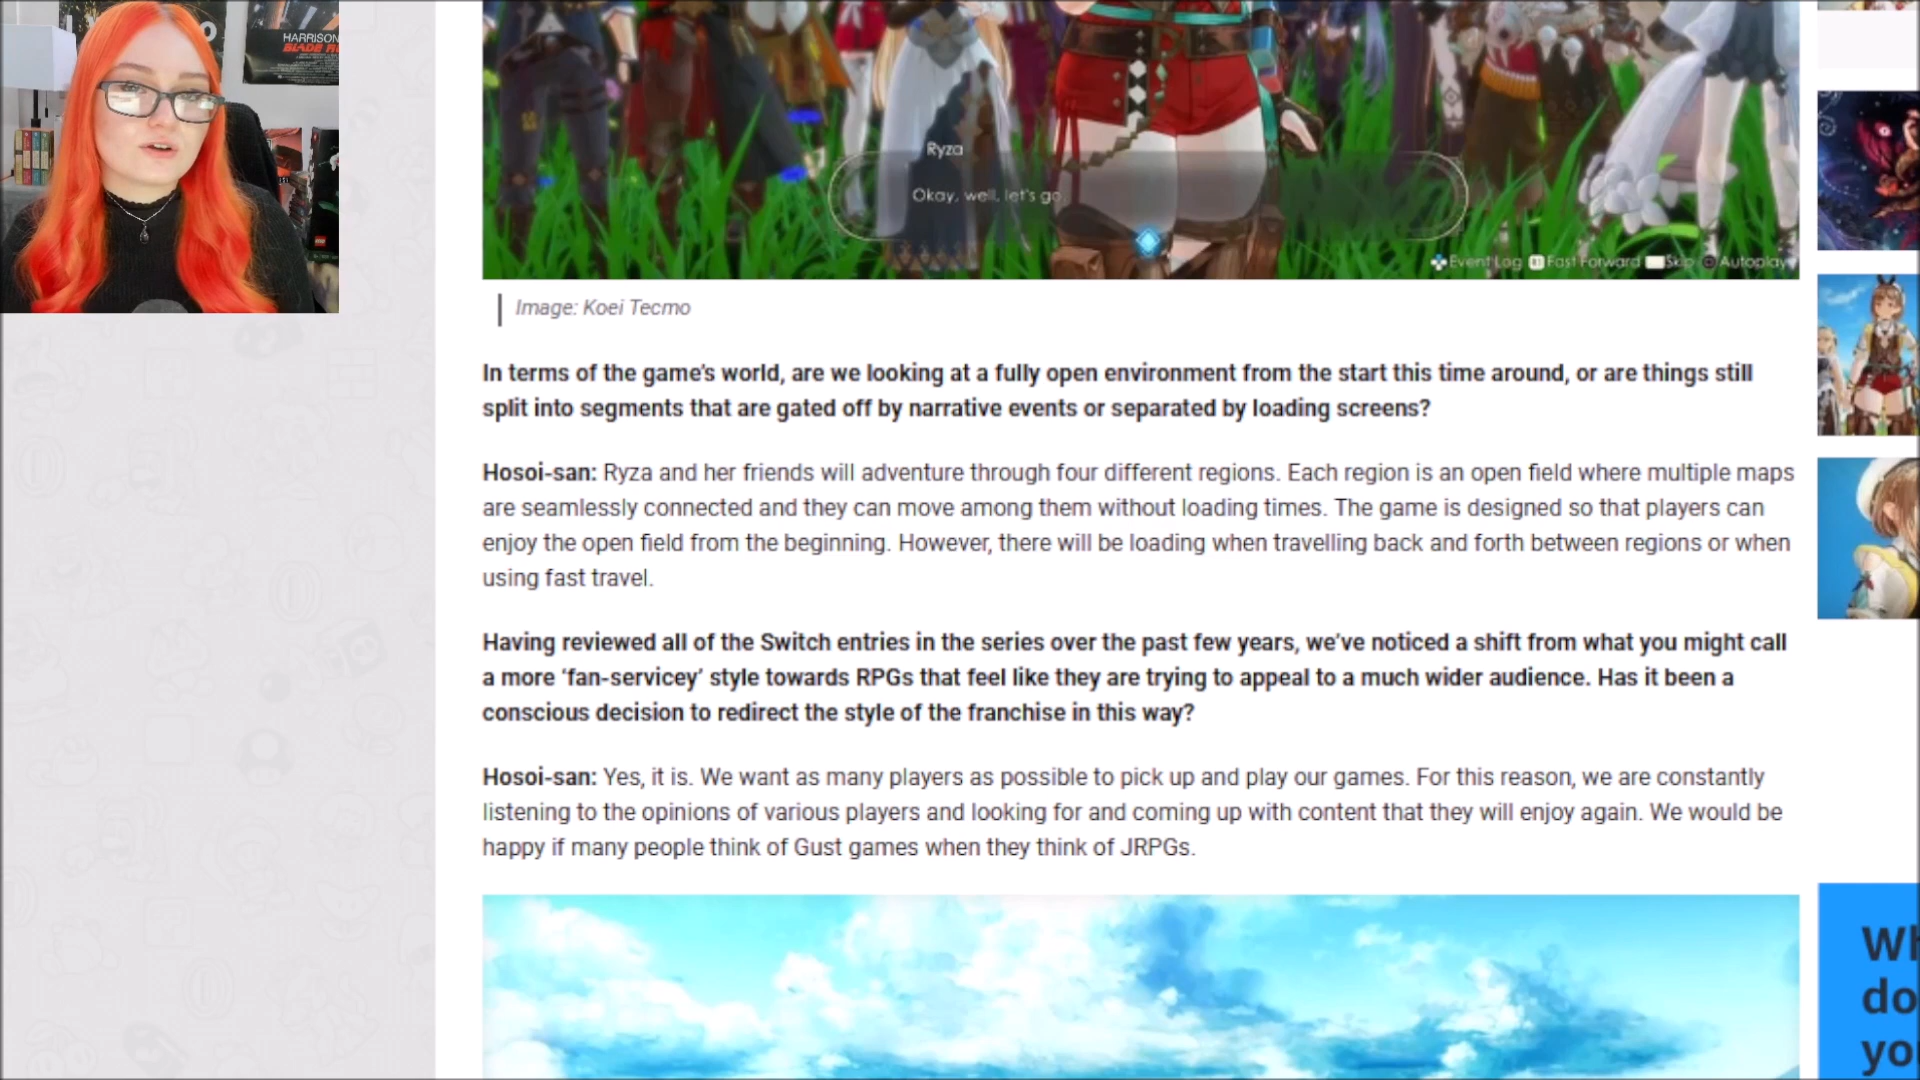 HARRISON
BLADE RU
Ryza
Okay, well, let's go
Event Log Fast Forward Skip Autoplay
Image: Koei Tecmo
In terms of the game's world, are we looking at a fully open environment from the start this time around, or are things still
split into segments that are gated off by narrative events or separated by loading screens?
Hosoi-san: Ryza and her friends will adventure through four different regions. Each region is an open field where multiple maps
are seamlessly connected and they can move among them without loading times. The game is designed so that players can
enjoy the open field from the beginning. However, there will be loading when travelling back and forth between regions or when
using fast travel.
Having reviewed all of the Switch entries in the series over the past few years, we've noticed a shift from what you might call
a more ‘fan-servicey’ style towards RPGs that feel like they are trying to appeal to a much wider audience. Has it been a
conscious decision to redirect the style of the franchise in this way?
Hosoi-san: Yes, it is. We want as many players as possible to pick up and play our games. For this reason, we are constantly
listening to the opinions of various players and looking for and coming up with content that they will enjoy again. We would be
happy if many people think of Gust games when they think of JRPGs.
Wh
do
yo